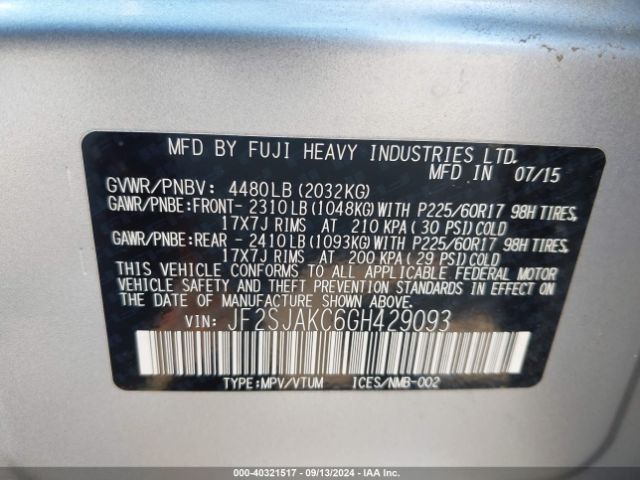 MFD BY FUJI HEAVY INDUSTRIES LTD.
MFD IN 07/15
GVWR/PNBV: 4480LB(2032KG)
GAWR/PNBE:FRONT- 2310LB(1048KG)WITH P225/60R17 98H TIRES,
17X7J RIMS AT 210 KPA(30 PSI)COLD
GAWR/PNBE:REAR - 2410LB(1093KG)WITH P225/60R17 98H TIRES,
17X7J RIMS AT 200 KPA(29 PSI)COLD
THIS VEHICLE CONFORMS TO ALL APPLICABLE FEDERAL MOTOR
VEHICLE SAFETY AND THEFT PREVENTION STANDARDS IN EFFECT ON
THE DATE OF MANUFACTURE SHOWN ABOVE.
VIN: JF2SJAKC6GH429093
TYPE:MPV/VTUM ICES/NMB-002
000-40321517 - 09/13/2024 - IAAI.COM